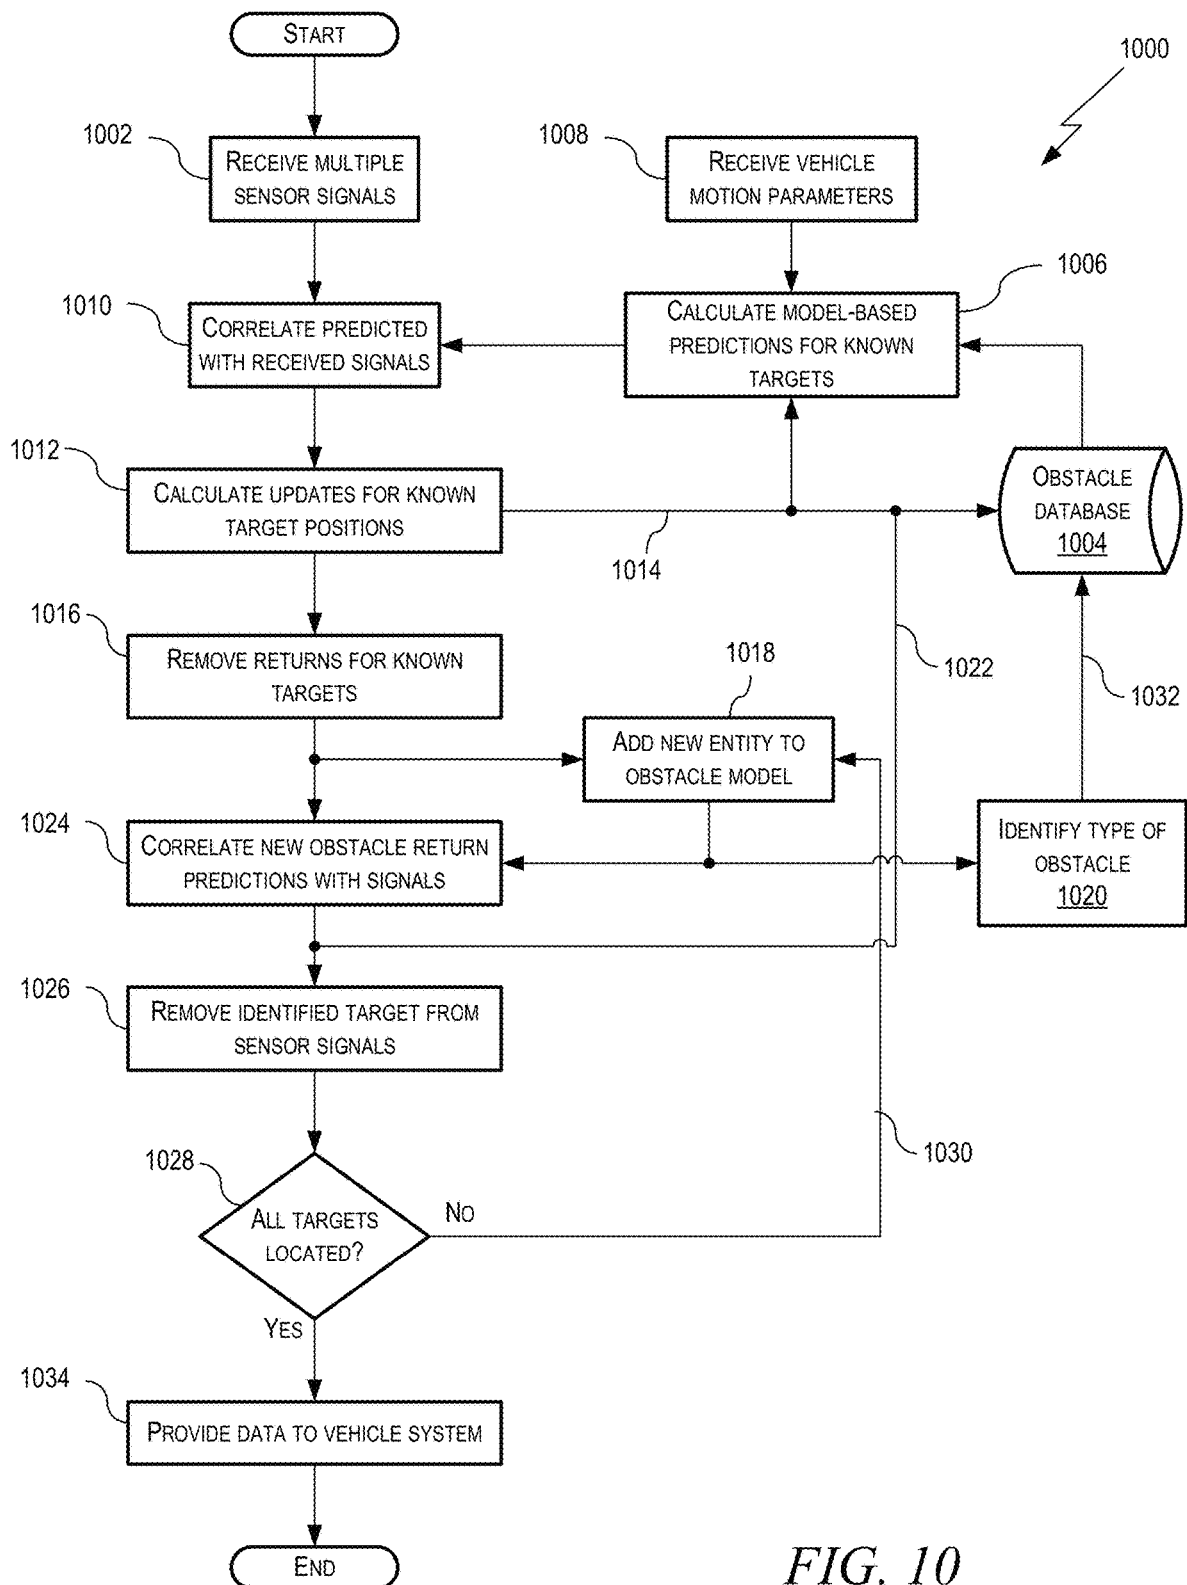 START
1000
1002
RECEIVE MULTIPLE
SENSOR SIGNALS
1008
RECEIVE VEHICLE
MOTION PARAMETERS
1006
CALCULATE MODEL-BASED
PREDICTIONS FOR KNOWN
TARGETS
1010
CORRELATE PREDICTED
WITH RECEIVED SIGNALS
1012
CALCULATE UPDATES FOR KNOWN
TARGET POSITIONS
1014
OBSTACLE
DATABASE
1004
1016
REMOVE RETURNS FOR KNOWN
TARGETS
1018
ADD NEW ENTITY TO
OBSTACLE MODEL
1022
1032
1024
CORRELATE NEW OBSTACLE RETURN
PREDICTIONS WITH SIGNALS
IDENTIFY TYPE OF
OBSTACLE
1020
1026
REMOVE IDENTIFIED TARGET FROM
SENSOR SIGNALS
1030
1028
ALL TARGETS
LOCATED?
NO
YES
1034
PROVIDE DATA TO VEHICLE SYSTEM
END
FIG. 10